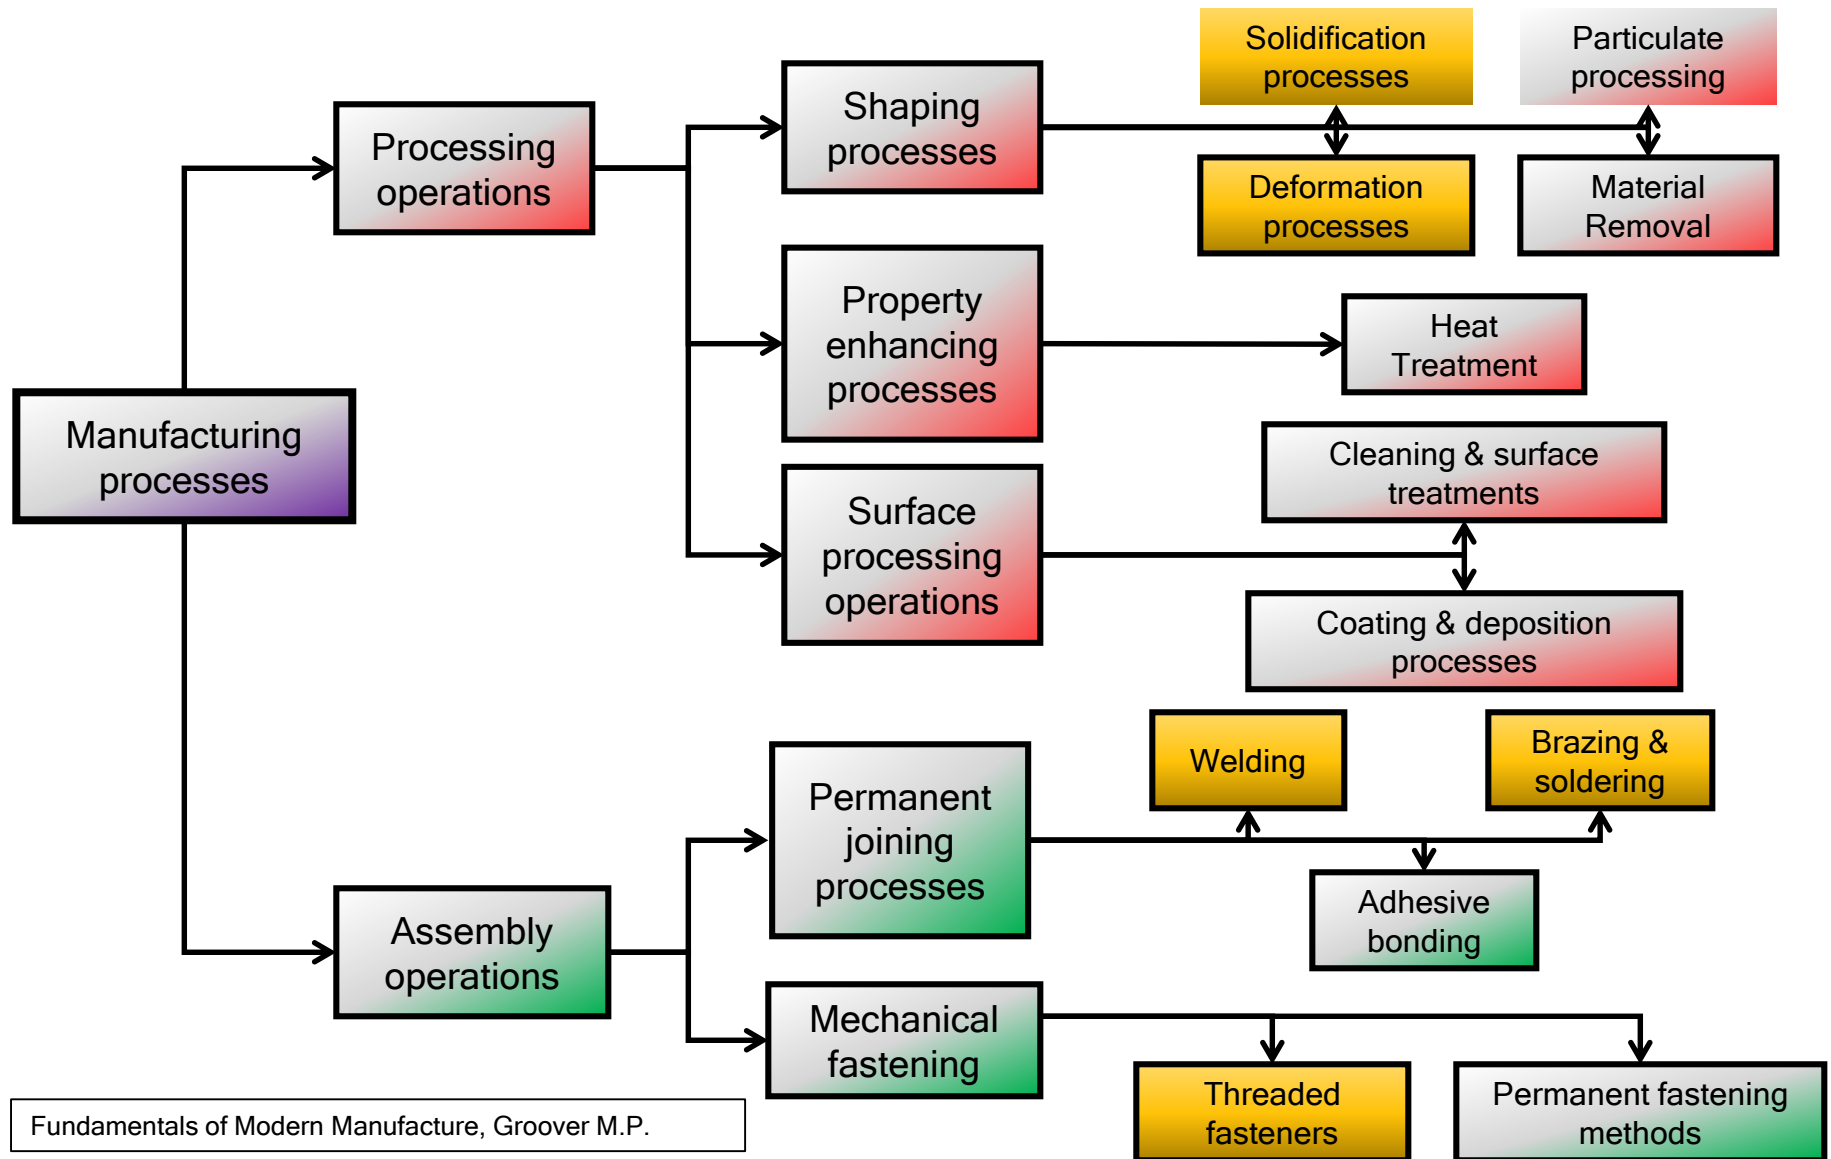 Manufacturing
processes
Processing
operations
Shaping
processes
Solidification
processes
Particulate
processing
Deformation
processes
Material
Removal
Property
enhancing
processes
Heat
Treatment
Surface
processing
operations
Cleaning & surface
treatments
Coating & deposition
processes
Assembly
operations
Permanent
joining
processes
Welding
Brazing &
soldering
Adhesive
bonding
Mechanical
fastening
Threaded
fasteners
Permanent fastening
methods
Fundamentals of Modern Manufacture, Groover M.P.